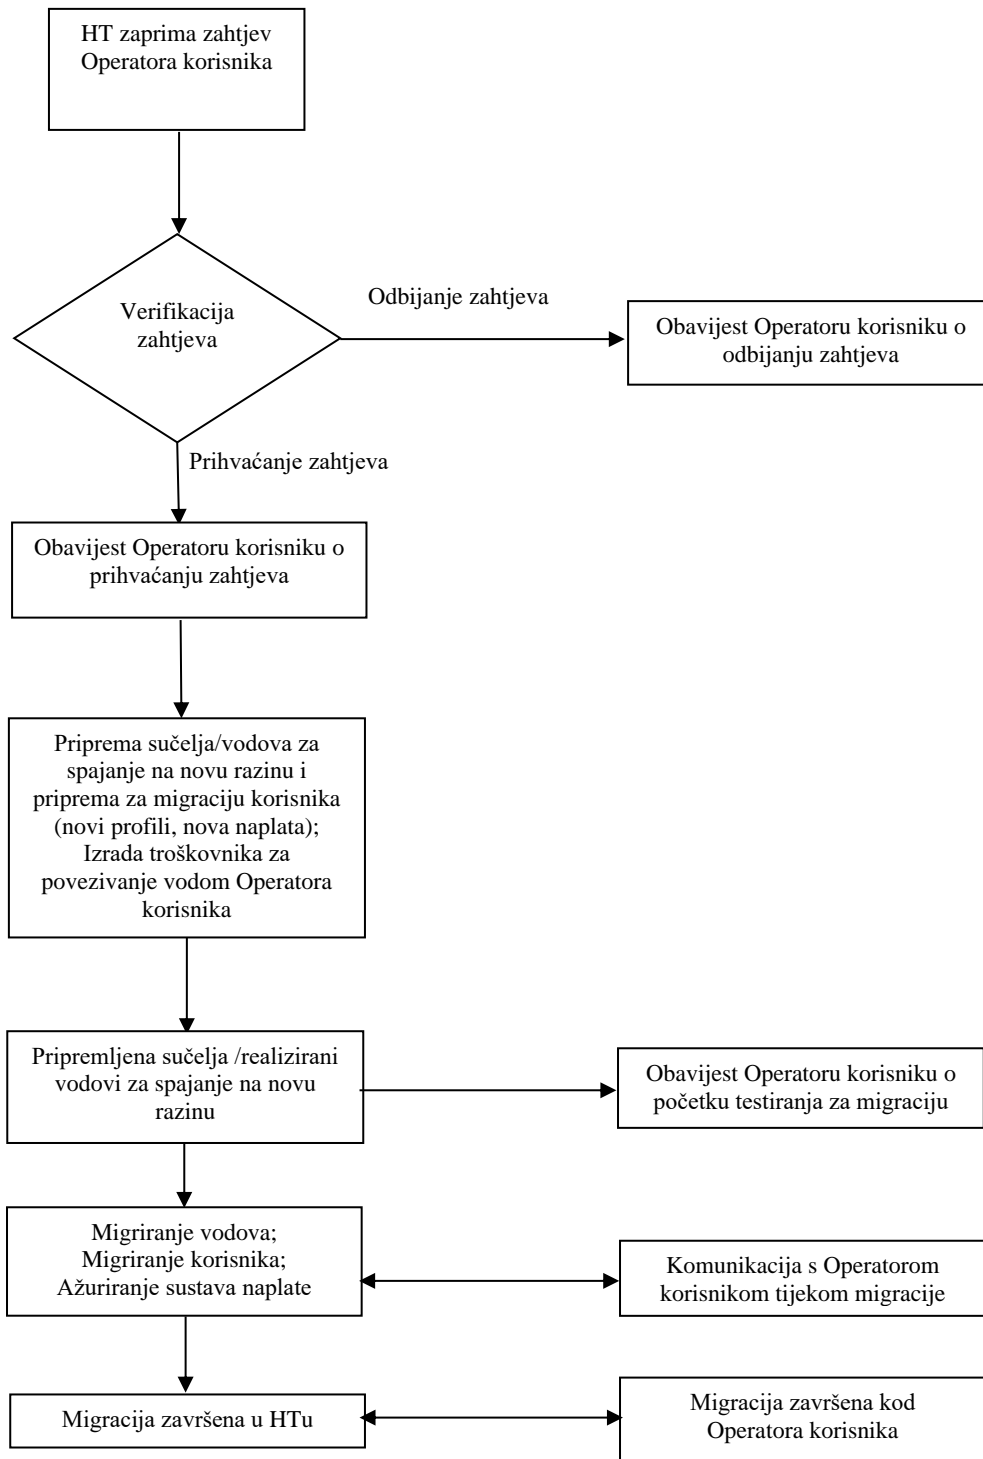 HT zaprima zahtjev
Operatora korisnika
Verifikacija
zahtjeva
Odbijanje zahtjeva
Obavijest Operatoru korisniku o
odbijanju zahtjeva
Prihvaćanje zahtjeva
Obavijest Operatoru korisniku o
prihvaćanju zahtjeva
Priprema sučelja/vodova za
spajanje na novu razinu i
priprema za migraciju korisnika
(novi profili, nova naplata);
Izrada troškovnika za
povezivanje vodom Operatora
korisnika
Pripremljena sučelja /realizirani
vodovi za spajanje na novu
razinu
Obavijest Operatoru korisniku o
početku testiranja za migraciju
Migriranje vodova;
Migriranje korisnika;
Ažuriranje sustava naplate
Komunikacija s Operatorom
korisnikom tijekom migracije
Migracija završena u HTu
Migracija završena kod
Operatora korisnika